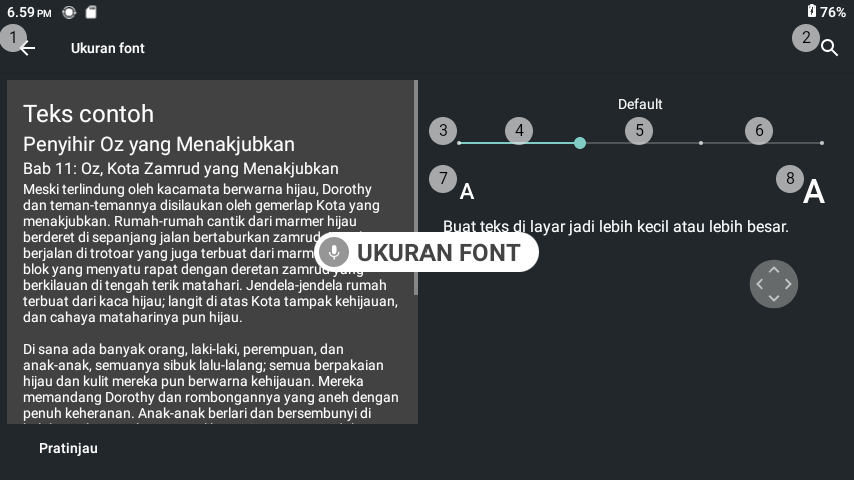 6.59 PM
76%
1
2
Ukuran font
Teks contoh
Penyihir Oz yang Menakjubkan
Bab 11: Oz, Kota Zamrud yang Menakjubkan
Meski terlindung oleh kacamata berwarna hijau, Dorothy
dan teman-temannya disilaukan oleh gemerlap Kota yang
menakjubkan. Rumah-rumah cantik dari marmer hijau
berderet di sepanjang jalan bertaburkan zamrud
berjalan di trotoar yang juga terbuat dari
blok yang menyatu rapat dengan deretan zamrud yang
berkilauan di tengah terik matahari. Jendela-jendela rumah
terbuat dari kaca hijau; langit di atas Kota tampak kehijauan,
dan cahaya mataharinya pun hijau.
Di sana ada banyak orang, laki-laki, perempuan, dan
anak-anak, semuanya sibuk lalu-lalang; semua berpakaian
hijau dan kulit mereka pun berwarna kehijauan. Mereka
memandang Dorothy dan rombongannya yang aneh dengan
penuh keheranan. Anak-anak berlari dan bersembunyi di
Pratinjau
Default
3
4
5
6
7
A
8
A
Buat teks di layar jadi lebih kecil atau lebih besar.
UKURAN FONT